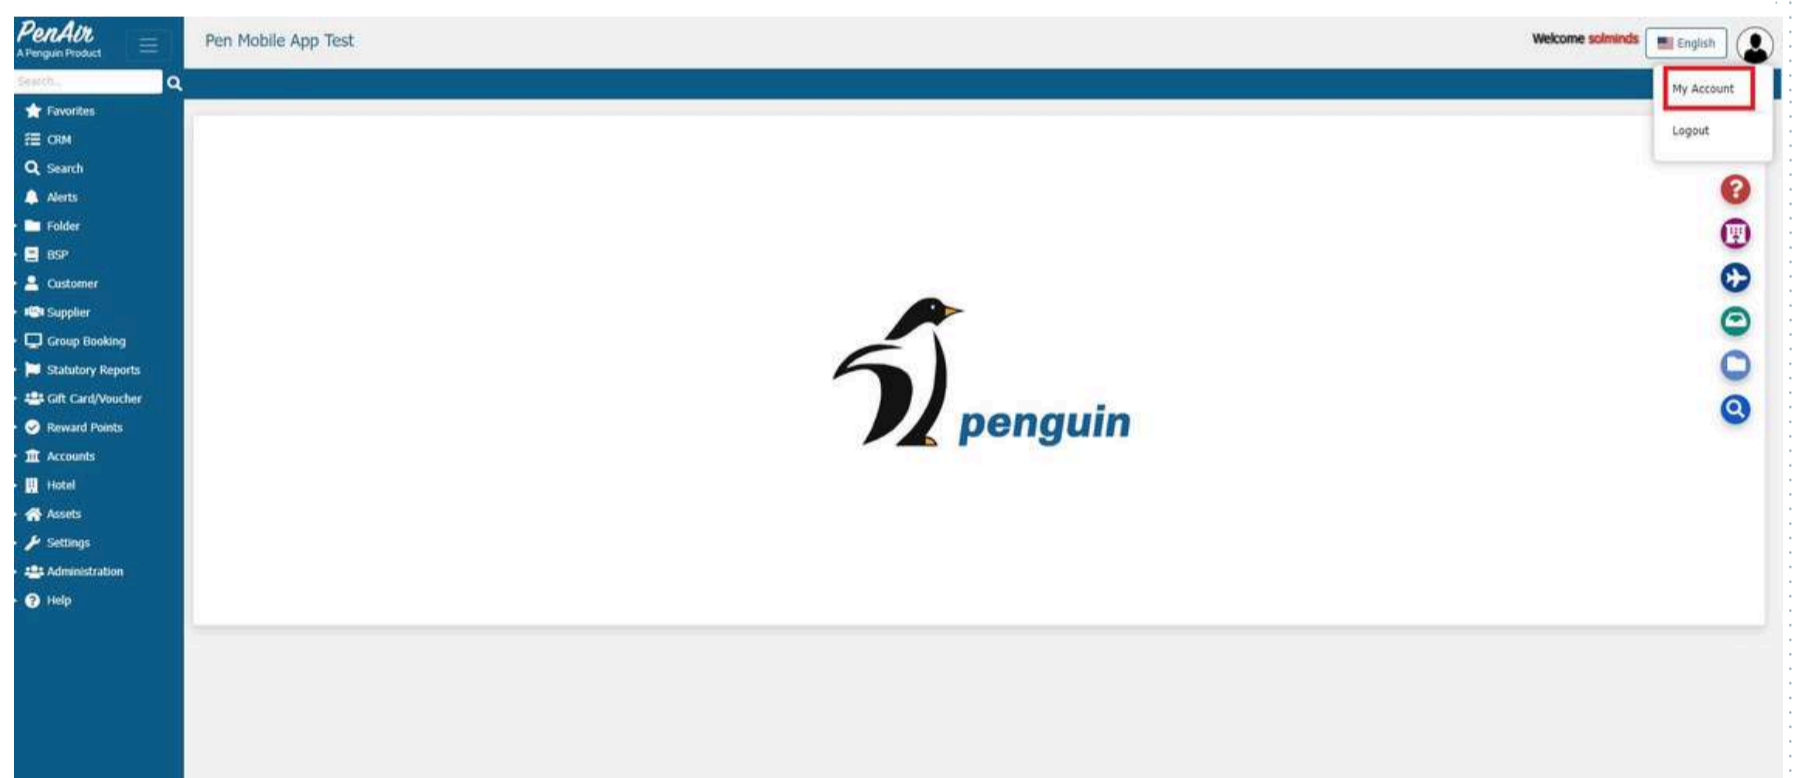 PenAir
A Penguin Product
Pen Mobile App Test
Welcome solminds
English
Search...
My Account
Logout
Favorites
CRM
Search
Alerts
Folder
BSP
Customer
Supplier
Group Booking
Statutory Reports
Gift Card/Voucher
Reward Points
Accounts
Hotel
Assets
Settings
Administration
Help
penguin